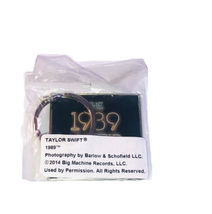 THE
1989
TAYLOR SWIFT®
1989™
Photography by Barlow & Schofield LLC.
©2014 Big Machine Records, LLC.
Used by Permission. All Rights Reserved.